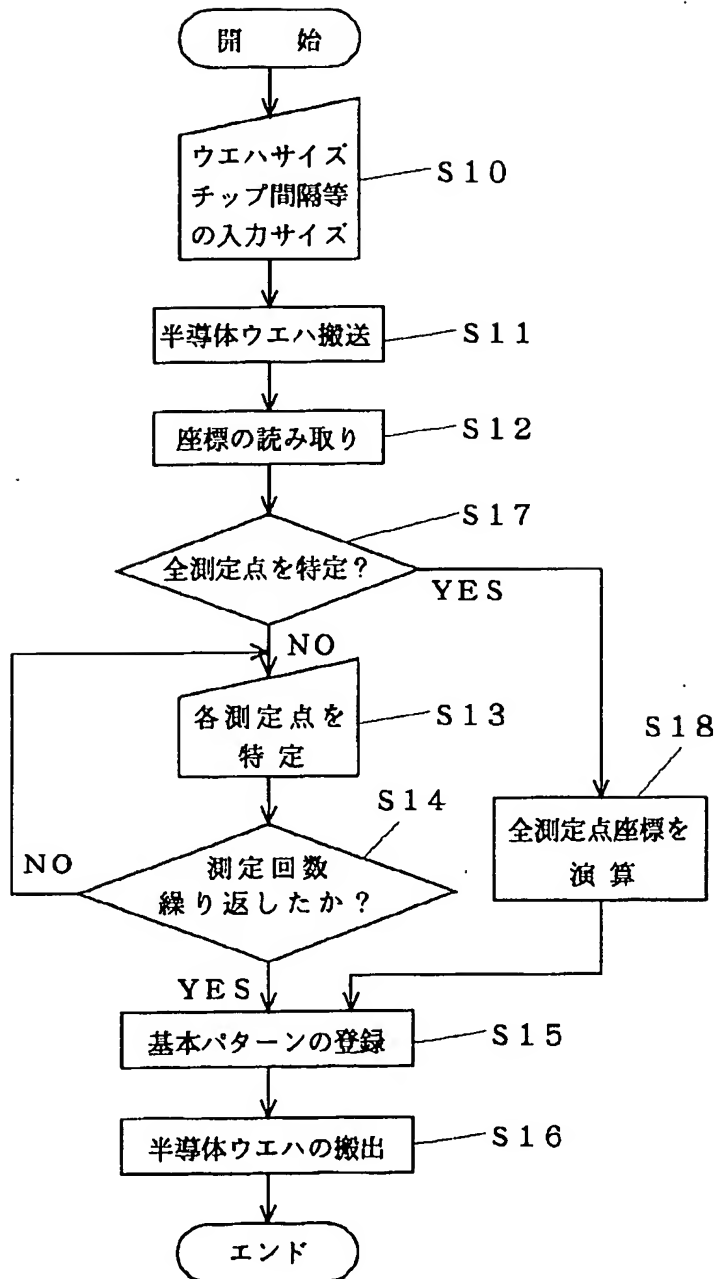 開　始
ウエハサイズ
チップ間隔等
の入力サイズ
S10
半導体ウエハ搬送
S11
座標の読み取り
S12
S17
全測定点を特定？
YES
NO
各測定点を
特定
S13
S18
全測定点座標を
演算
S14
測定回数
繰り返したか？
NO
YES
基本パターンの登録
S15
半導体ウエハの搬出
S16
エンド